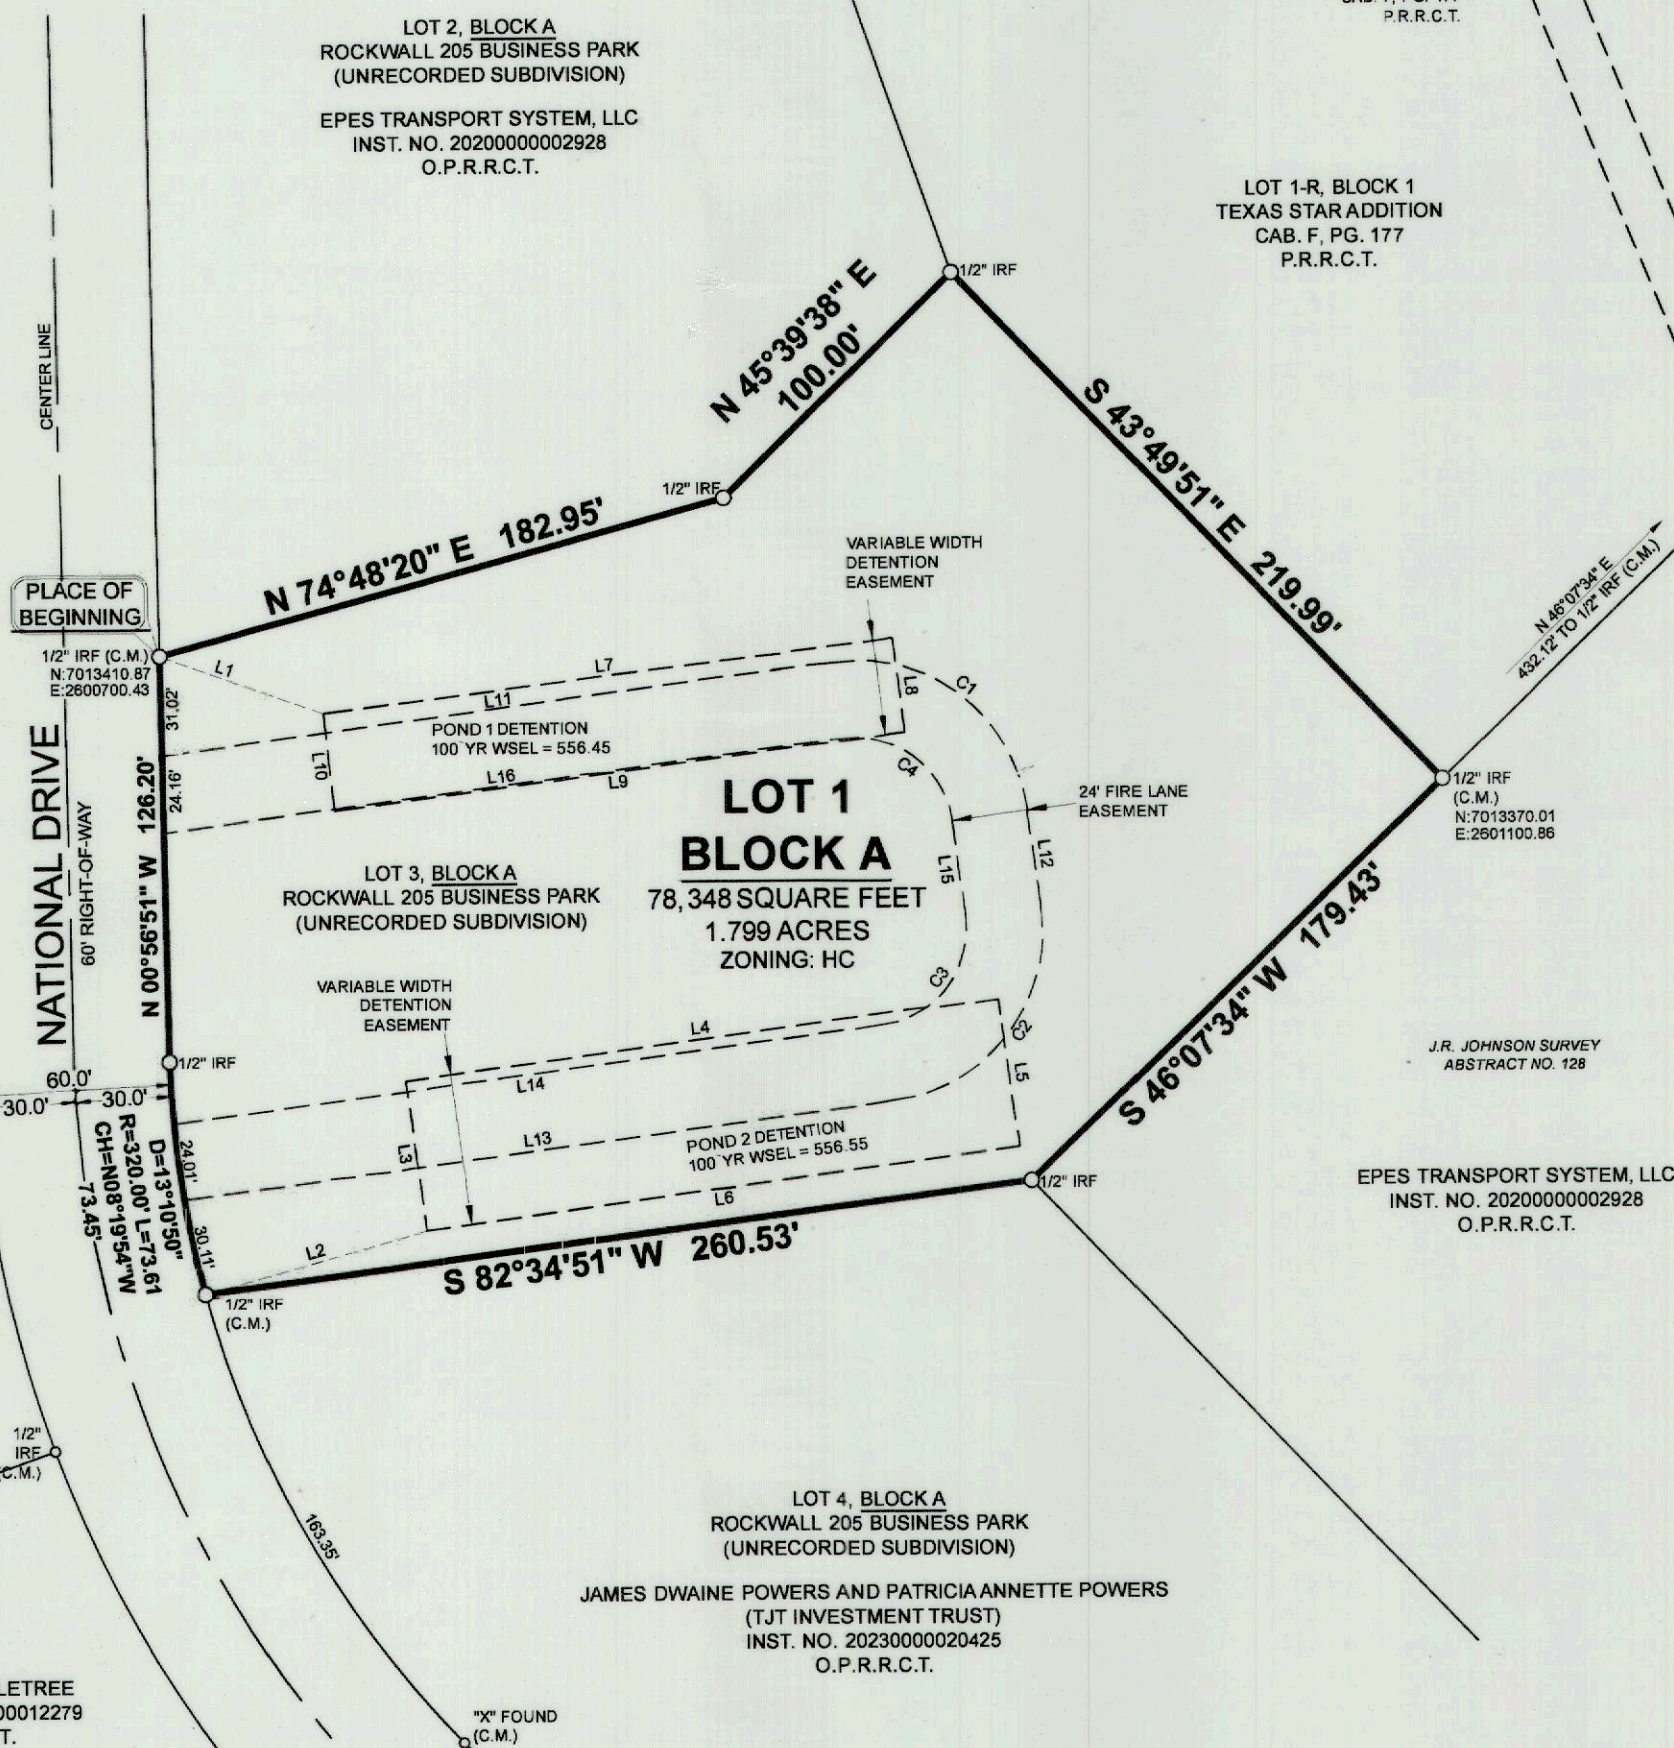 P.R.R.C.T.
LOT 2, BLOCK A
ROCKWALL 205 BUSINESS PARK
(UNRECORDED SUBDIVISION)
EPES TRANSPORT SYSTEM, LLC
INST. NO. 20200000002928
O.P.R.R.C.T.
LOT 1-R, BLOCK 1
TEXAS STAR ADDITION
CAB. F, PG. 177
P.R.R.C.T.
1/2" IRF
N 45°39'38" E
100.00'
CENTER LINE
S 43°49'51" E 219.99'
1/2" IRF
N 74°48'20" E 182.95'
VARIABLE WIDTH
DETENTION
EASEMENT
N 46°07'34" E
432.12' TO 1/2" IRF (C.M.)
PLACE OF
BEGINNING
1/2" IRF (C.M.)
N:7013410.87
E:2600700.43
L1
L7
L8
C1
L11
31.02'
POND 1 DETENTION
100 YR WSEL = 556.45
L10
L16
L9
C4
24.16'
NATIONAL DRIVE
60' RIGHT-OF-WAY
N 00°56'51" W 126.20'
LOT 1
BLOCK A
78,348 SQUARE FEET
1.799 ACRES
ZONING: HC
24' FIRE LANE
EASEMENT
1/2" IRF
(C.M.)
N:7013370.01
E:2601100.86
L15
L12
LOT 3, BLOCK A
ROCKWALL 205 BUSINESS PARK
(UNRECORDED SUBDIVISION)
S 46°07'34" W 179.43'
VARIABLE WIDTH
DETENTION
EASEMENT
C3
L4
C2
1/2" IRF
J.R. JOHNSON SURVEY
ABSTRACT NO. 128
60.0'
30.0'
30.0'
L14
L5
L13
L3
POND 2 DETENTION
100 YR WSEL = 556.55
24.01'
D=13°10'50"
R=320.00' L=73.61
CH=N08°19'54"W
73.45'
L6
1/2" IRF
EPES TRANSPORT SYSTEM, LLC
INST. NO. 20200000002928
O.P.R.R.C.T.
30.11'
L2
S 82°34'51" W 260.53'
1/2" IRF
(C.M.)
1/2"
IRF
(C.M.)
163.35'
LOT 4, BLOCK A
ROCKWALL 205 BUSINESS PARK
(UNRECORDED SUBDIVISION)
JAMES DWAINE POWERS AND PATRICIA ANNETTE POWERS
(TJT INVESTMENT TRUST)
INST. NO. 20230000020425
O.P.R.R.C.T.
LETREE
00012279
T.
"X" FOUND
(C.M.)